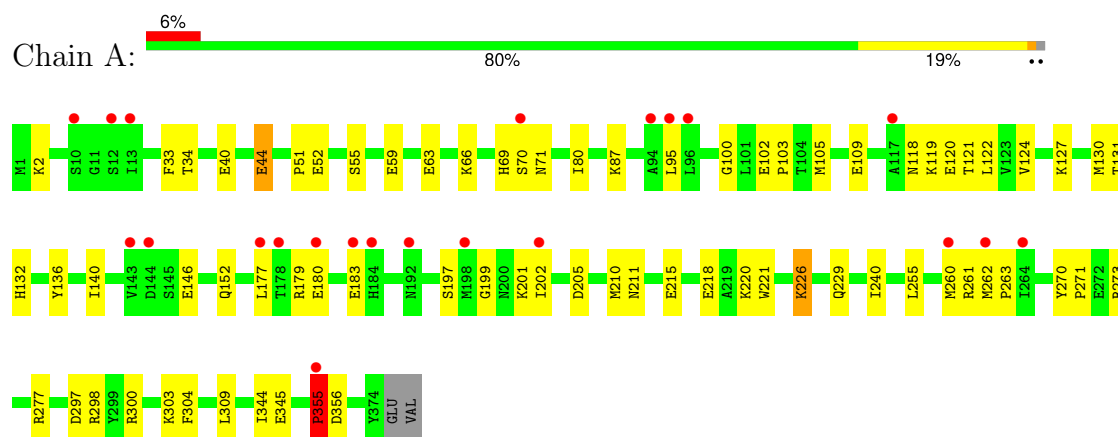 6%
Chain A:
80% 19% ••
M1 K2 S10 G11 S12 I13 F33 T34 E40 E44 P51 E52 S55 E59 E63 K66 H69 S70 N71 I80 K87 A94 L95 L96 G100 L101 E102 P103 T104 M105 E109 A117 N118 K119 E120 T121 L122 V123 V124 K127 M130 T131
H132 Y136 I140 V143 D144 S145 E146 Q152 L177 T178 R179 E180 E183 H184 N192 S197 M198 G199 N200 K201 I202 D205 M210 N211 E215 E218 A219 K220 W221 K226 Q229 I240 L255 M260 R261 M262 P263 I264 Y270 P271 E272
R277 D297 R298 Y299 R300 K303 F304 L309 I344 E345 P355 D356 Y374 GLU VAL